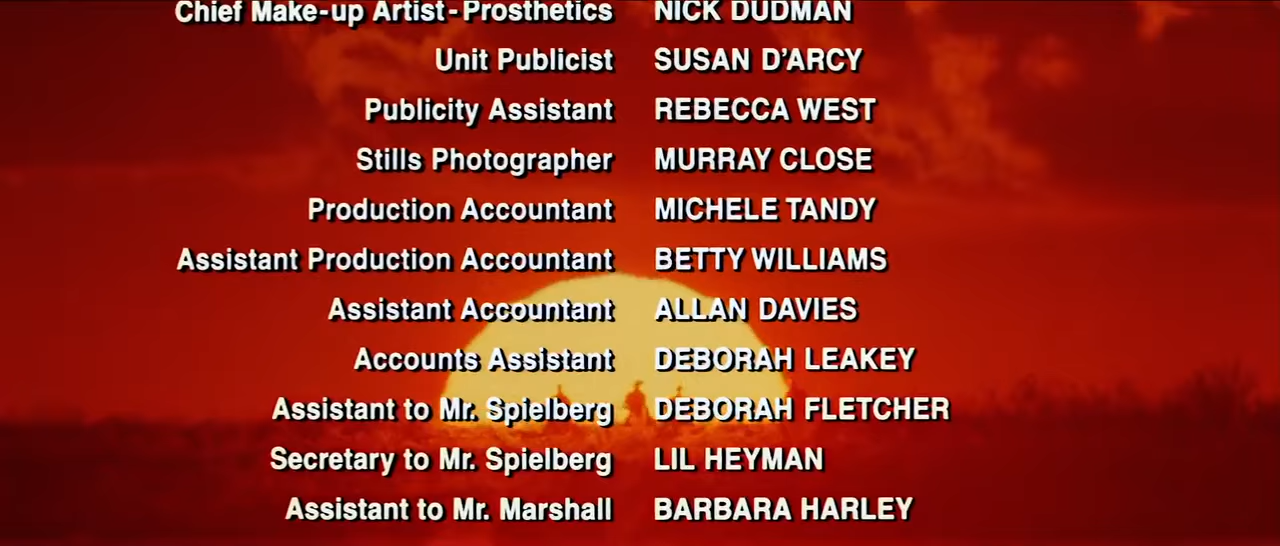 Chief Make-up Artist - Prosthetics NICK DUDMAN
Unit Publicist SUSAN D'ARCY
Publicity Assistant REBECCA WEST
Stills Photographer MURRAY CLOSE
Production Accountant MICHELE TANDY
Assistant Production Accountant BETTY WILLIAMS
Assistant Accountant ALLAN DAVIES
Accounts Assistant DEBORAH LEAKEY
Assistant to Mr. Spielberg DEBORAH FLETCHER
Secretary to Mr. Spielberg LIL HEYMAN
Assistant to Mr. Marshall BARBARA HARLEY